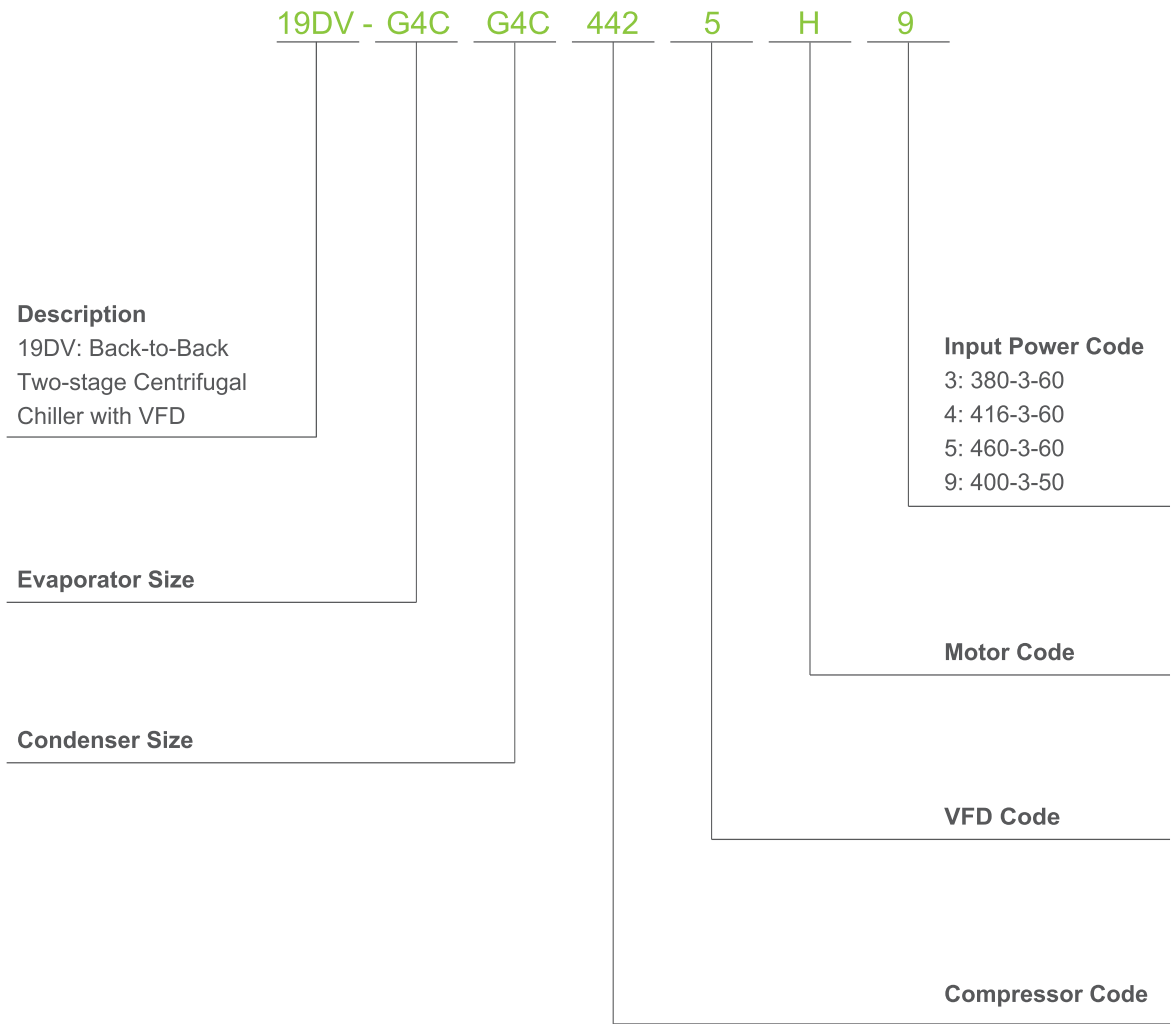 19DV - G4C G4C 442 5 H 9
Description
19DV: Back-to-Back
Two-stage Centrifugal
Chiller with VFD
Input Power Code
3: 380-3-60
4: 416-3-60
5: 460-3-60
9: 400-3-50
Evaporator Size
Motor Code
Condenser Size
VFD Code
Compressor Code